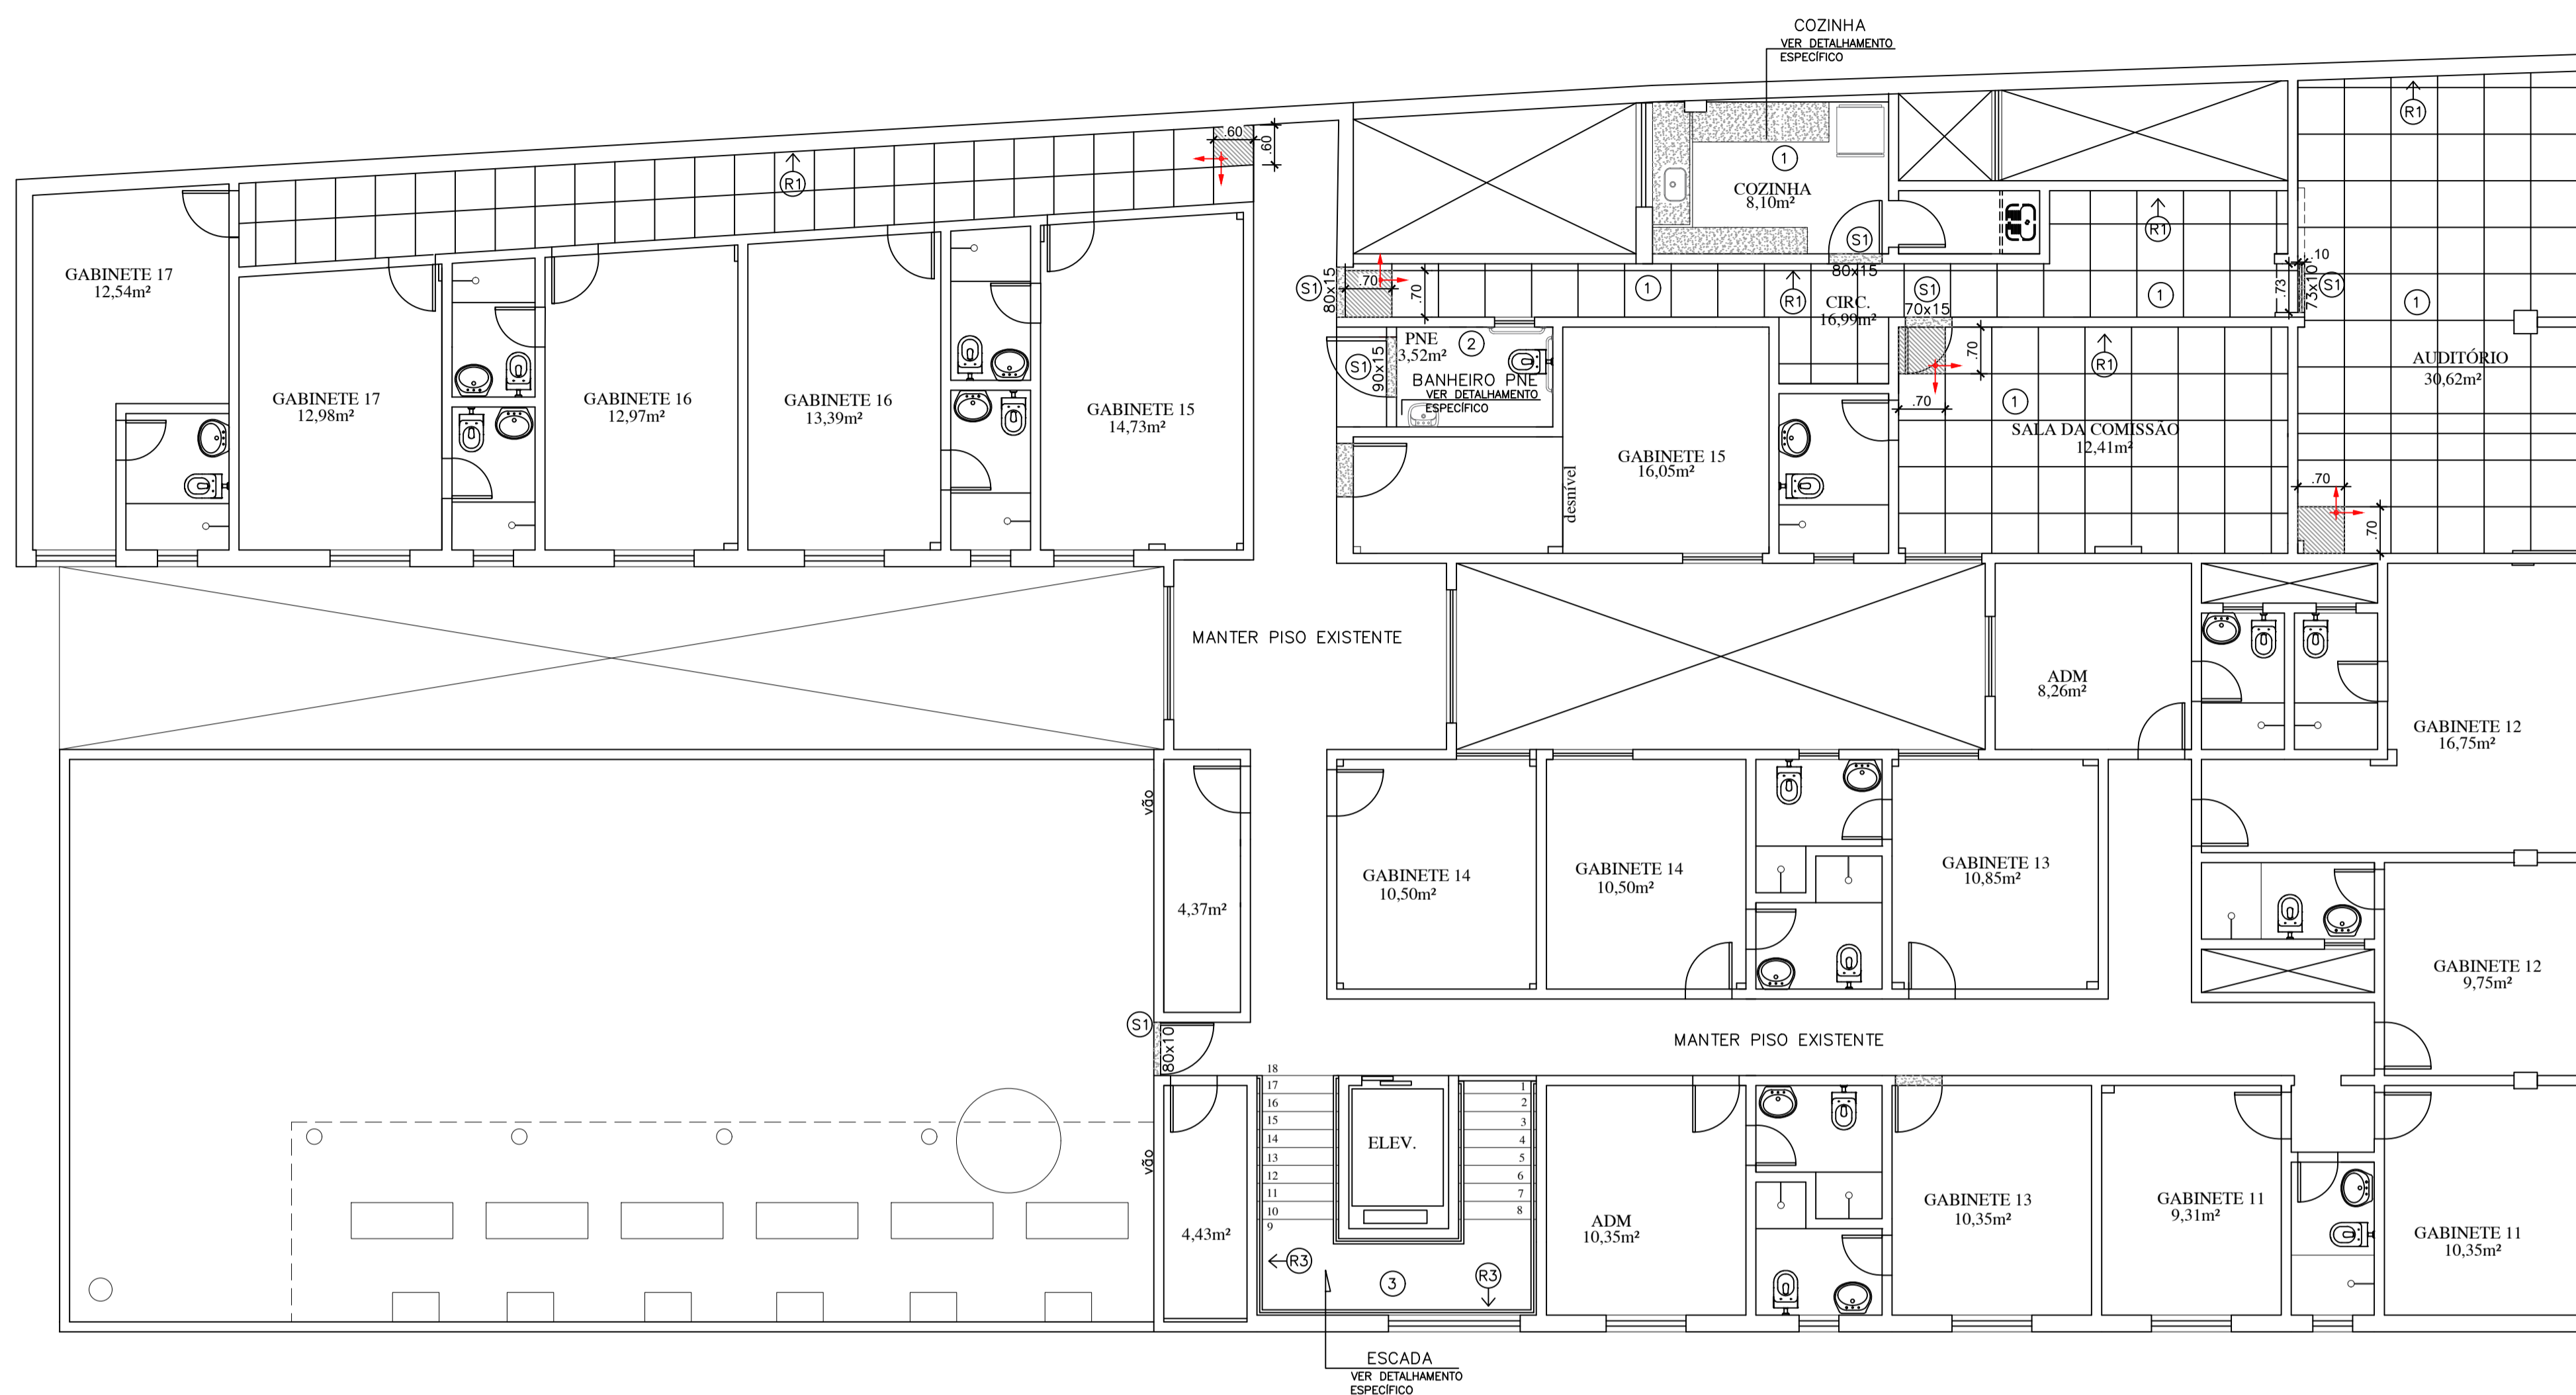 COZINHA
VER DETALHAMENTO
ESPECÍFICO
R1
.60
.60
R1
1
COZINHA
8,10m²
S1
80x15
R1
GABINETE 17
12,54m²
S1
80x15
.70
.70
1
R1
CIRC.
16,99m²
S1
70x15
1
.73
.10
73x10
S1
1
PNE
3,52m²
2
S1
90x15
BANHEIRO PNE
VER DETALHAMENTO
ESPECÍFICO
.70
.70
R1
1
AUDITÓRIO
30,62m²
GABINETE 17
12,98m²
GABINETE 16
12,97m²
GABINETE 16
13,39m²
GABINETE 15
14,73m²
desnível
GABINETE 15
16,05m²
SALA DA COMISSÃO
12,41m²
.70
.70
MANTER PISO EXISTENTE
ADM
8,26m²
GABINETE 12
16,75m²
vão
4,37m²
GABINETE 14
10,50m²
GABINETE 14
10,50m²
GABINETE 13
10,85m²
GABINETE 12
9,75m²
S1
80x10
MANTER PISO EXISTENTE
18
17
16
15
14
13
12
11
10
9
ELEV.
1
2
3
4
5
6
7
8
vão
4,43m²
R3
3
R3
ADM
10,35m²
GABINETE 13
10,35m²
GABINETE 11
9,31m²
GABINETE 11
10,35m²
ESCADA
VER DETALHAMENTO
ESPECÍFICO